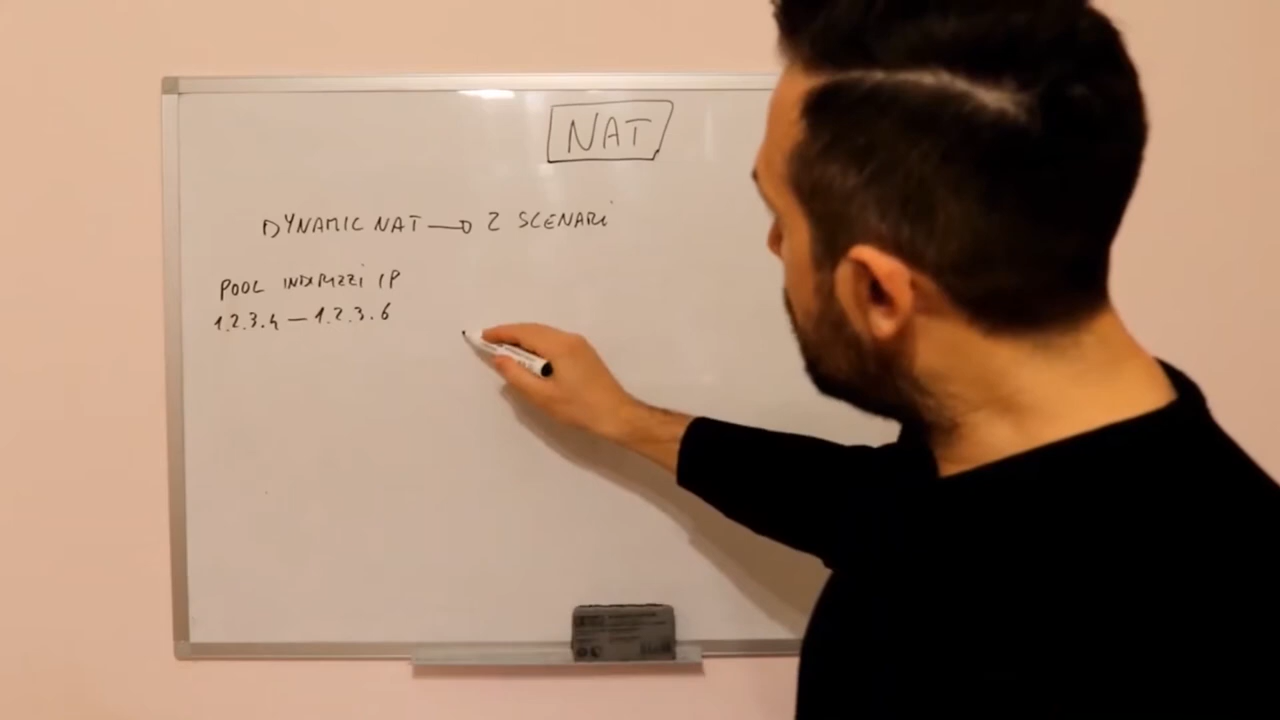 NAT
DYNAMIC NAT → 2 SCENARI
POOL INDIRIZZI IP
1.2.3.4 — 1.2.3.6